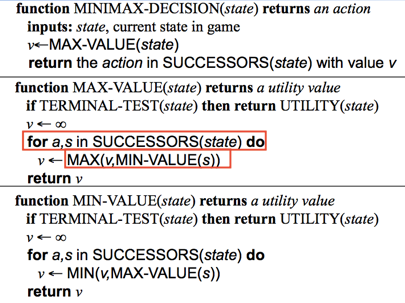 function MINIMAX-DECISION(state) returns an action
inputs: state, current state in game
v←MAX-VALUE(state)
return the action in SUCCESSORS(state) with value v
function MAX-VALUE(state) returns a utility value
if TERMINAL-TEST(state) then return UTILITY(state)
v ← ∞
for a,s in SUCCESSORS(state) do
v ← MAX(v,MIN-VALUE(s))
return v
function MIN-VALUE(state) returns a utility value
if TERMINAL-TEST(state) then return UTILITY(state)
v ← ∞
for a,s in SUCCESSORS(state) do
v ← MIN(v,MAX-VALUE(s))
return v